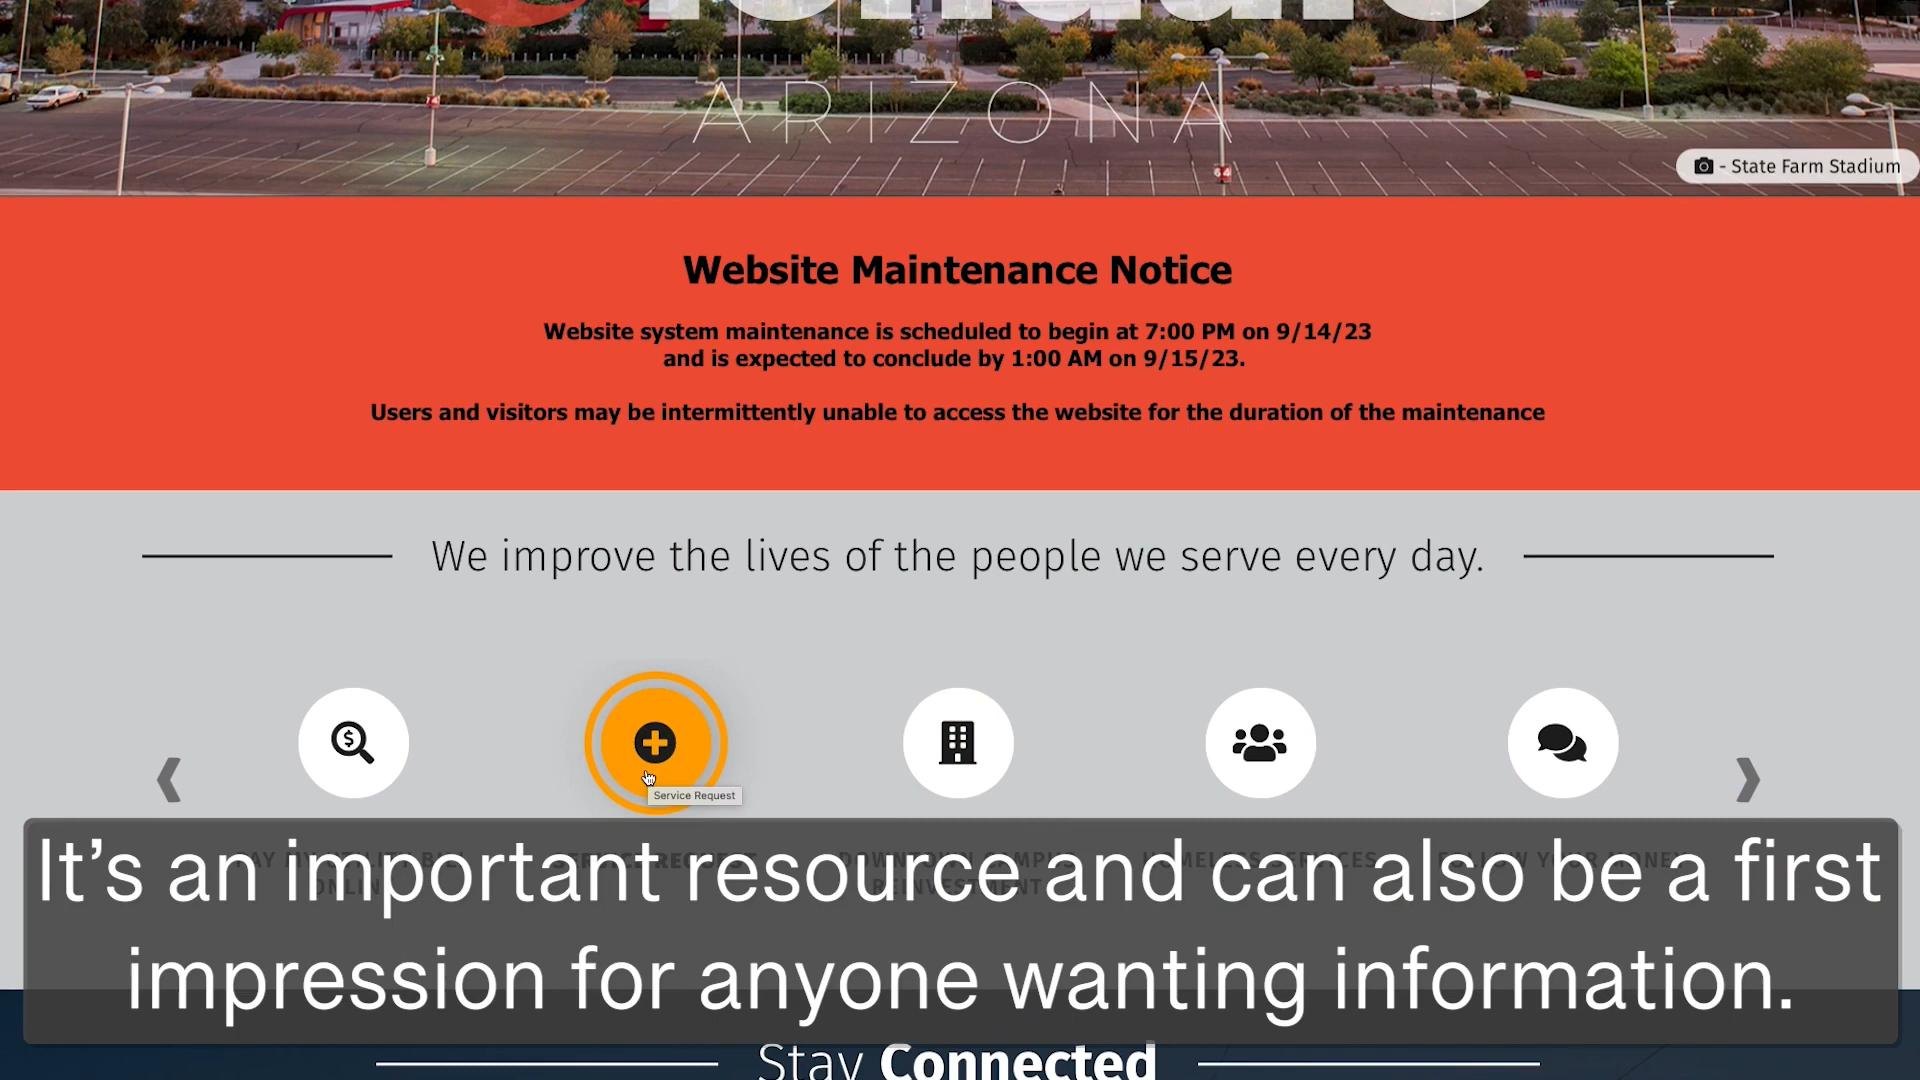 ARIZONA
- State Farm Stadium
Website Maintenance Notice
Website system maintenance is scheduled to begin at 7:00 PM on 9/14/23
and is expected to conclude by 1:00 AM on 9/15/23.
Users and visitors may be intermittently unable to access the website for the duration of the maintenance
We improve the lives of the people we serve every day.
Service Request
It’s an important resource and can also be a first
impression for anyone wanting information.
Stay Connected